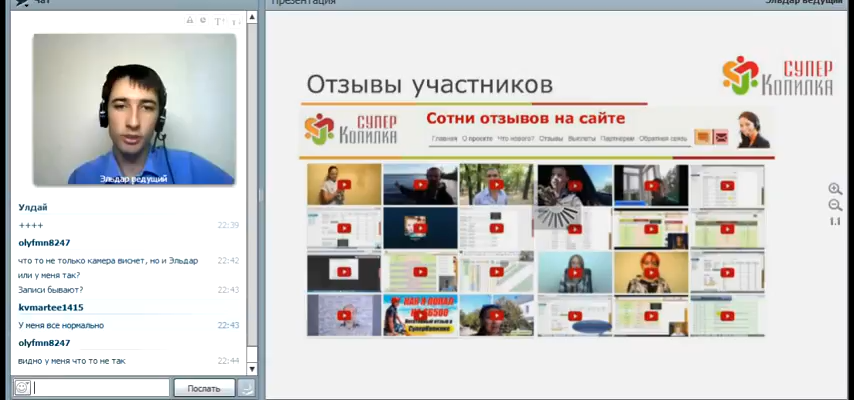 Чат
Эльдар ведущий
Улдай
++++ 22:39
olyfmn8247
что то не только камера виснет, но и Эльдар 22:42
или у меня так?
Записи бывают? 22:43
kvmartee1415
У меня все нормально 22:43
olyfmn8247
видно у меня что то не так 22:44
Послать
Презентация
Эльдар ведущий
Отзывы участников
СУПЕР
КОПИЛКА
СУПЕР
КОПИЛКА
Сотни отзывов на сайте
Главная О проекте Что нового? Отзывы Выплаты Партнерам Обратная связь
КАК Я ПОПАЛ
1:1